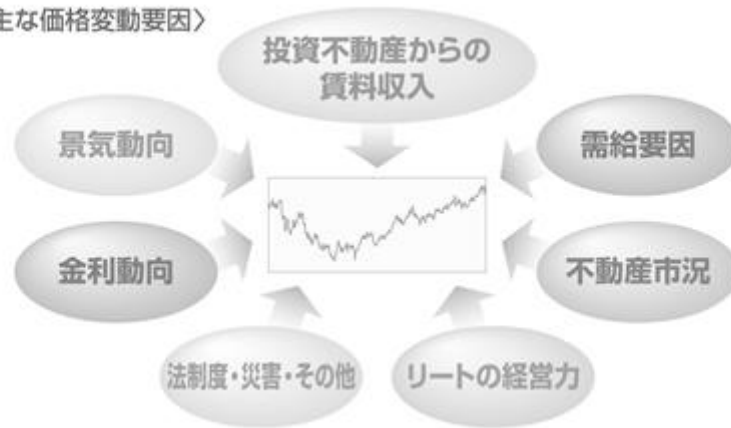 主な価格変動要因〉
投資不動産からの
賃料収入
景気動向
需給要因
金利動向
不動産市況
法制度・災害・その他
リートの経営力